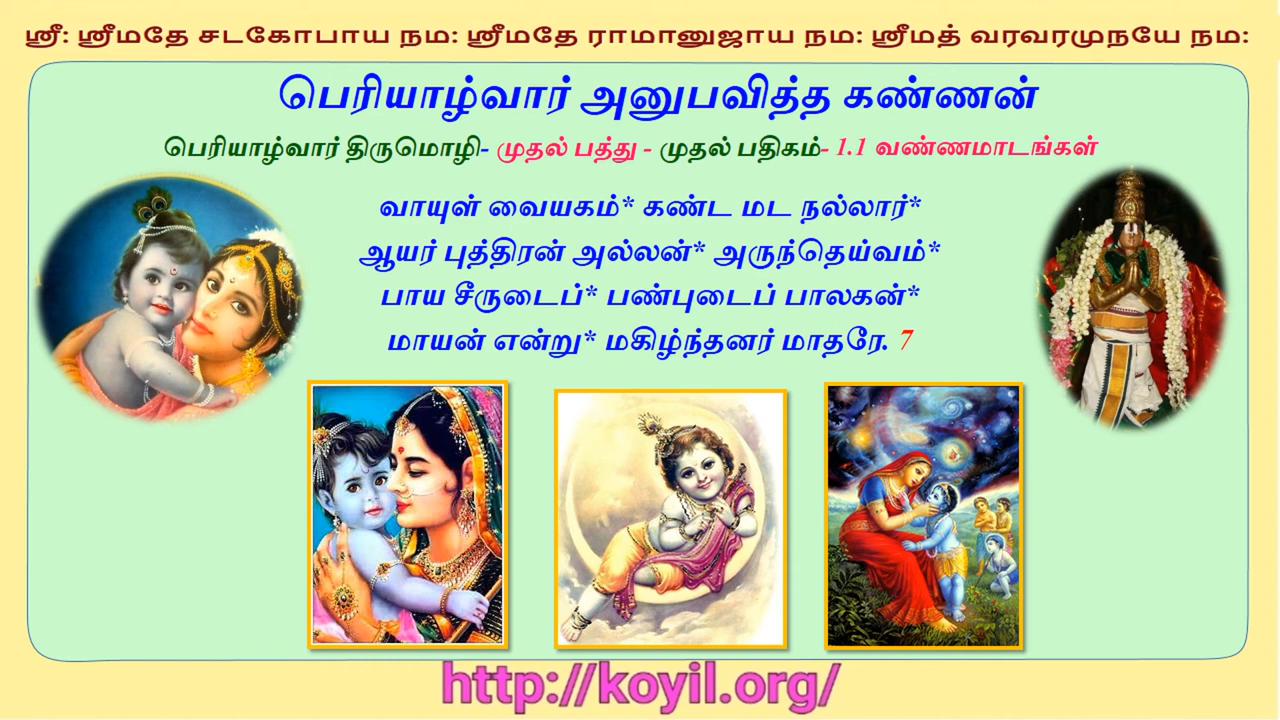 ஸ்ரீ: ஸ்ரீமதே சடகோபாய நம: ஸ்ரீமதே ராமானுஜாய நம: ஸ்ரீமத் வரவரமுநயே நம:
பெரியாழ்வார் அனுபவித்த கண்ணன்
பெரியாழ்வார் திருமொழி- முதல் பத்து - முதல் பதிகம்- 1.1 வண்ணமாடங்கள்
வாயுள் வையகம்* கண்ட மட நல்லார்*
ஆயர் புத்திரன் அல்லன்* அருந்தெய்வம்*
பாய சீருடைப்* பண்புடைப் பாலகன்*
மாயன் என்று* மகிழ்ந்தனர் மாதரே. 7
http://koyil.org/